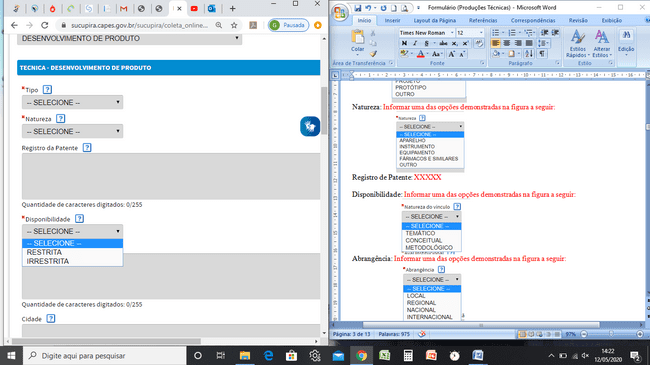 sucupira.capes.gov.br/sucupira/coleta_online...
Pausada
DESENVOLVIMENTO DE PRODUTO
TECNICA - DESENVOLVIMENTO DE PRODUTO
*Tipo ?
-- SELECIONE --
*Natureza ?
-- SELECIONE --
Registro da Patente ?
Quantidade de caracteres digitados: 0/255
*Disponibilidade ?
-- SELECIONE --
-- SELECIONE --
RESTRITA
IRRESTRITA
Quantidade de caracteres digitados: 0/255
Cidade ?
Formulário (Produções Técnicas) - Microsoft Word
Início Inserir Layout da Página Referências Correspondências Revisão Exibição
Times New Roman 12
Colar
Estilos Rápidos
Alterar Estilos
Edição
Área de Transferência
PROJETO
PROTÓTIPO
OUTRO
Natureza: Informar uma das opções demonstradas na figura a seguir:
*Natureza ?
-- SELECIONE --
-- SELECIONE --
APARELHO
INSTRUMENTO
EQUIPAMENTO
FÁRMACOS E SIMILARES
OUTRO
Registro de Patente: XXXXX
Disponibilidade: Informar uma das opções demonstradas na figura a seguir:
*Natureza do vínculo ?
-- SELECIONE --
-- SELECIONE --
TEMÁTICO
CONCEITUAL
METODOLÓGICO
Abrangência: Informar uma das opções demonstradas na figura a seguir:
*Abrangência ?
-- SELECIONE --
-- SELECIONE --
LOCAL
REGIONAL
NACIONAL
INTERNACIONAL
Página: 3 de 13 Palavras: 975 97%
Digite aqui para pesquisar
14:22
12/05/2020